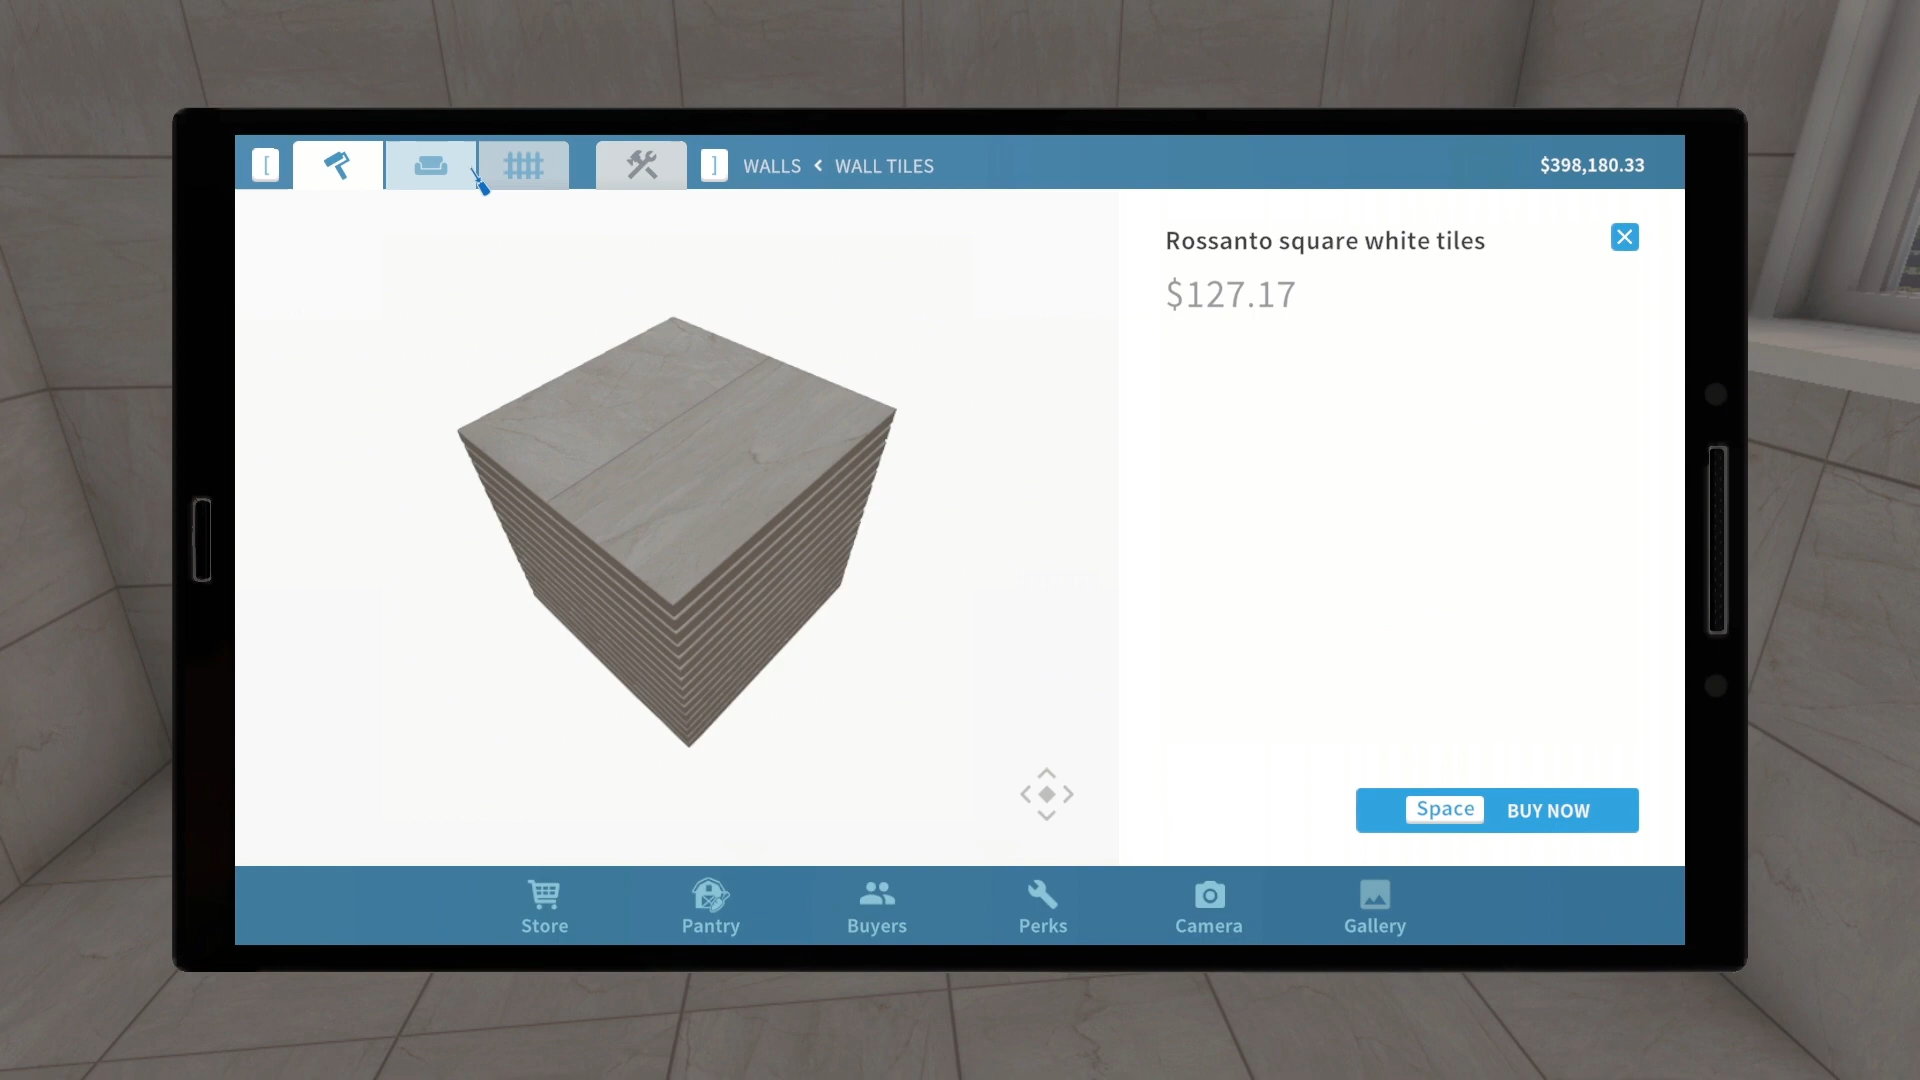 [
]
WALLS < WALL TILES
$398,180.33
Rossanto square white tiles
$127.17
Space BUY NOW
Store
Pantry
Buyers
Perks
Camera
Gallery